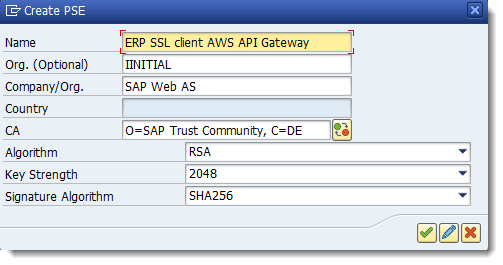 Create PSE
Name ERP SSL client AWS API Gateway
Org. (Optional) IINITIAL
Company/Org. SAP Web AS
Country
CA O=SAP Trust Community, C=DE
Algorithm RSA
Key Strength 2048
Signature Algorithm SHA256